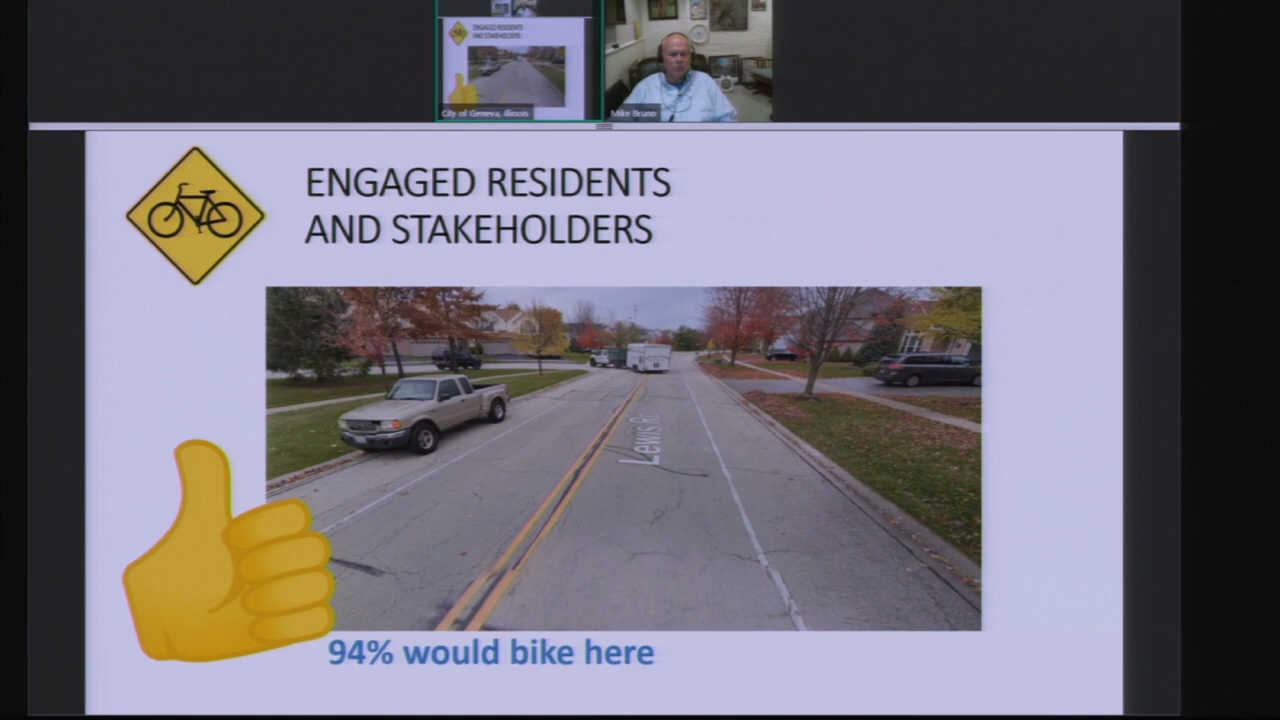 ENGAGED RESIDENTS
AND STAKEHOLDERS
City of Geneva, Illinois
Mike Bruno
ENGAGED RESIDENTS
AND STAKEHOLDERS
Lewis R
94% would bike here